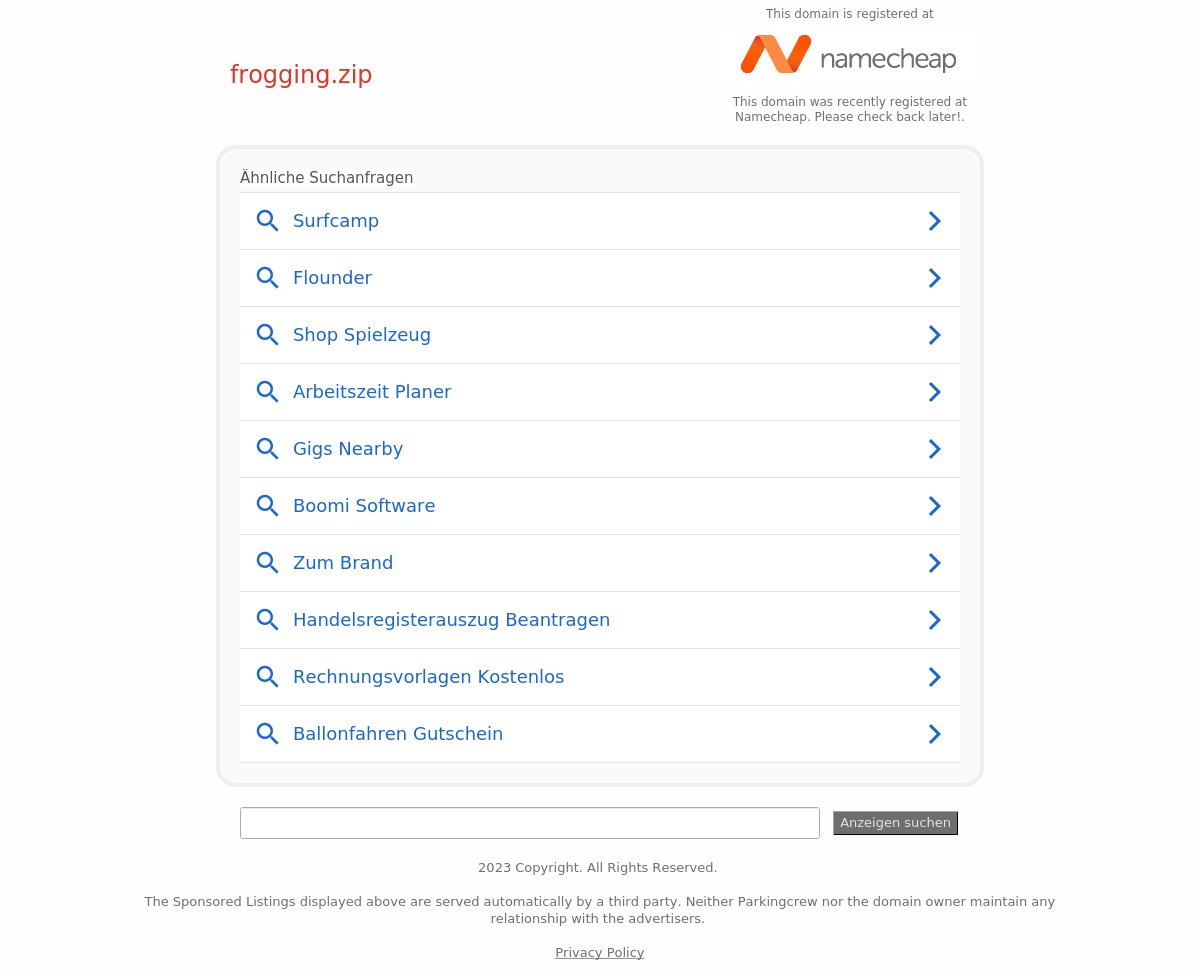 This domain is registered at
namecheap
frogging.zip
This domain was recently registered at
Namecheap. Please check back later!.
Ähnliche Suchanfragen
Surfcamp
Flounder
Shop Spielzeug
Arbeitszeit Planer
Gigs Nearby
Boomi Software
Zum Brand
Handelsregisterauszug Beantragen
Rechnungsvorlagen Kostenlos
Ballonfahren Gutschein
Anzeigen suchen
2023 Copyright. All Rights Reserved.
The Sponsored Listings displayed above are served automatically by a third party. Neither Parkingcrew nor the domain owner maintain any
relationship with the advertisers.
Privacy Policy